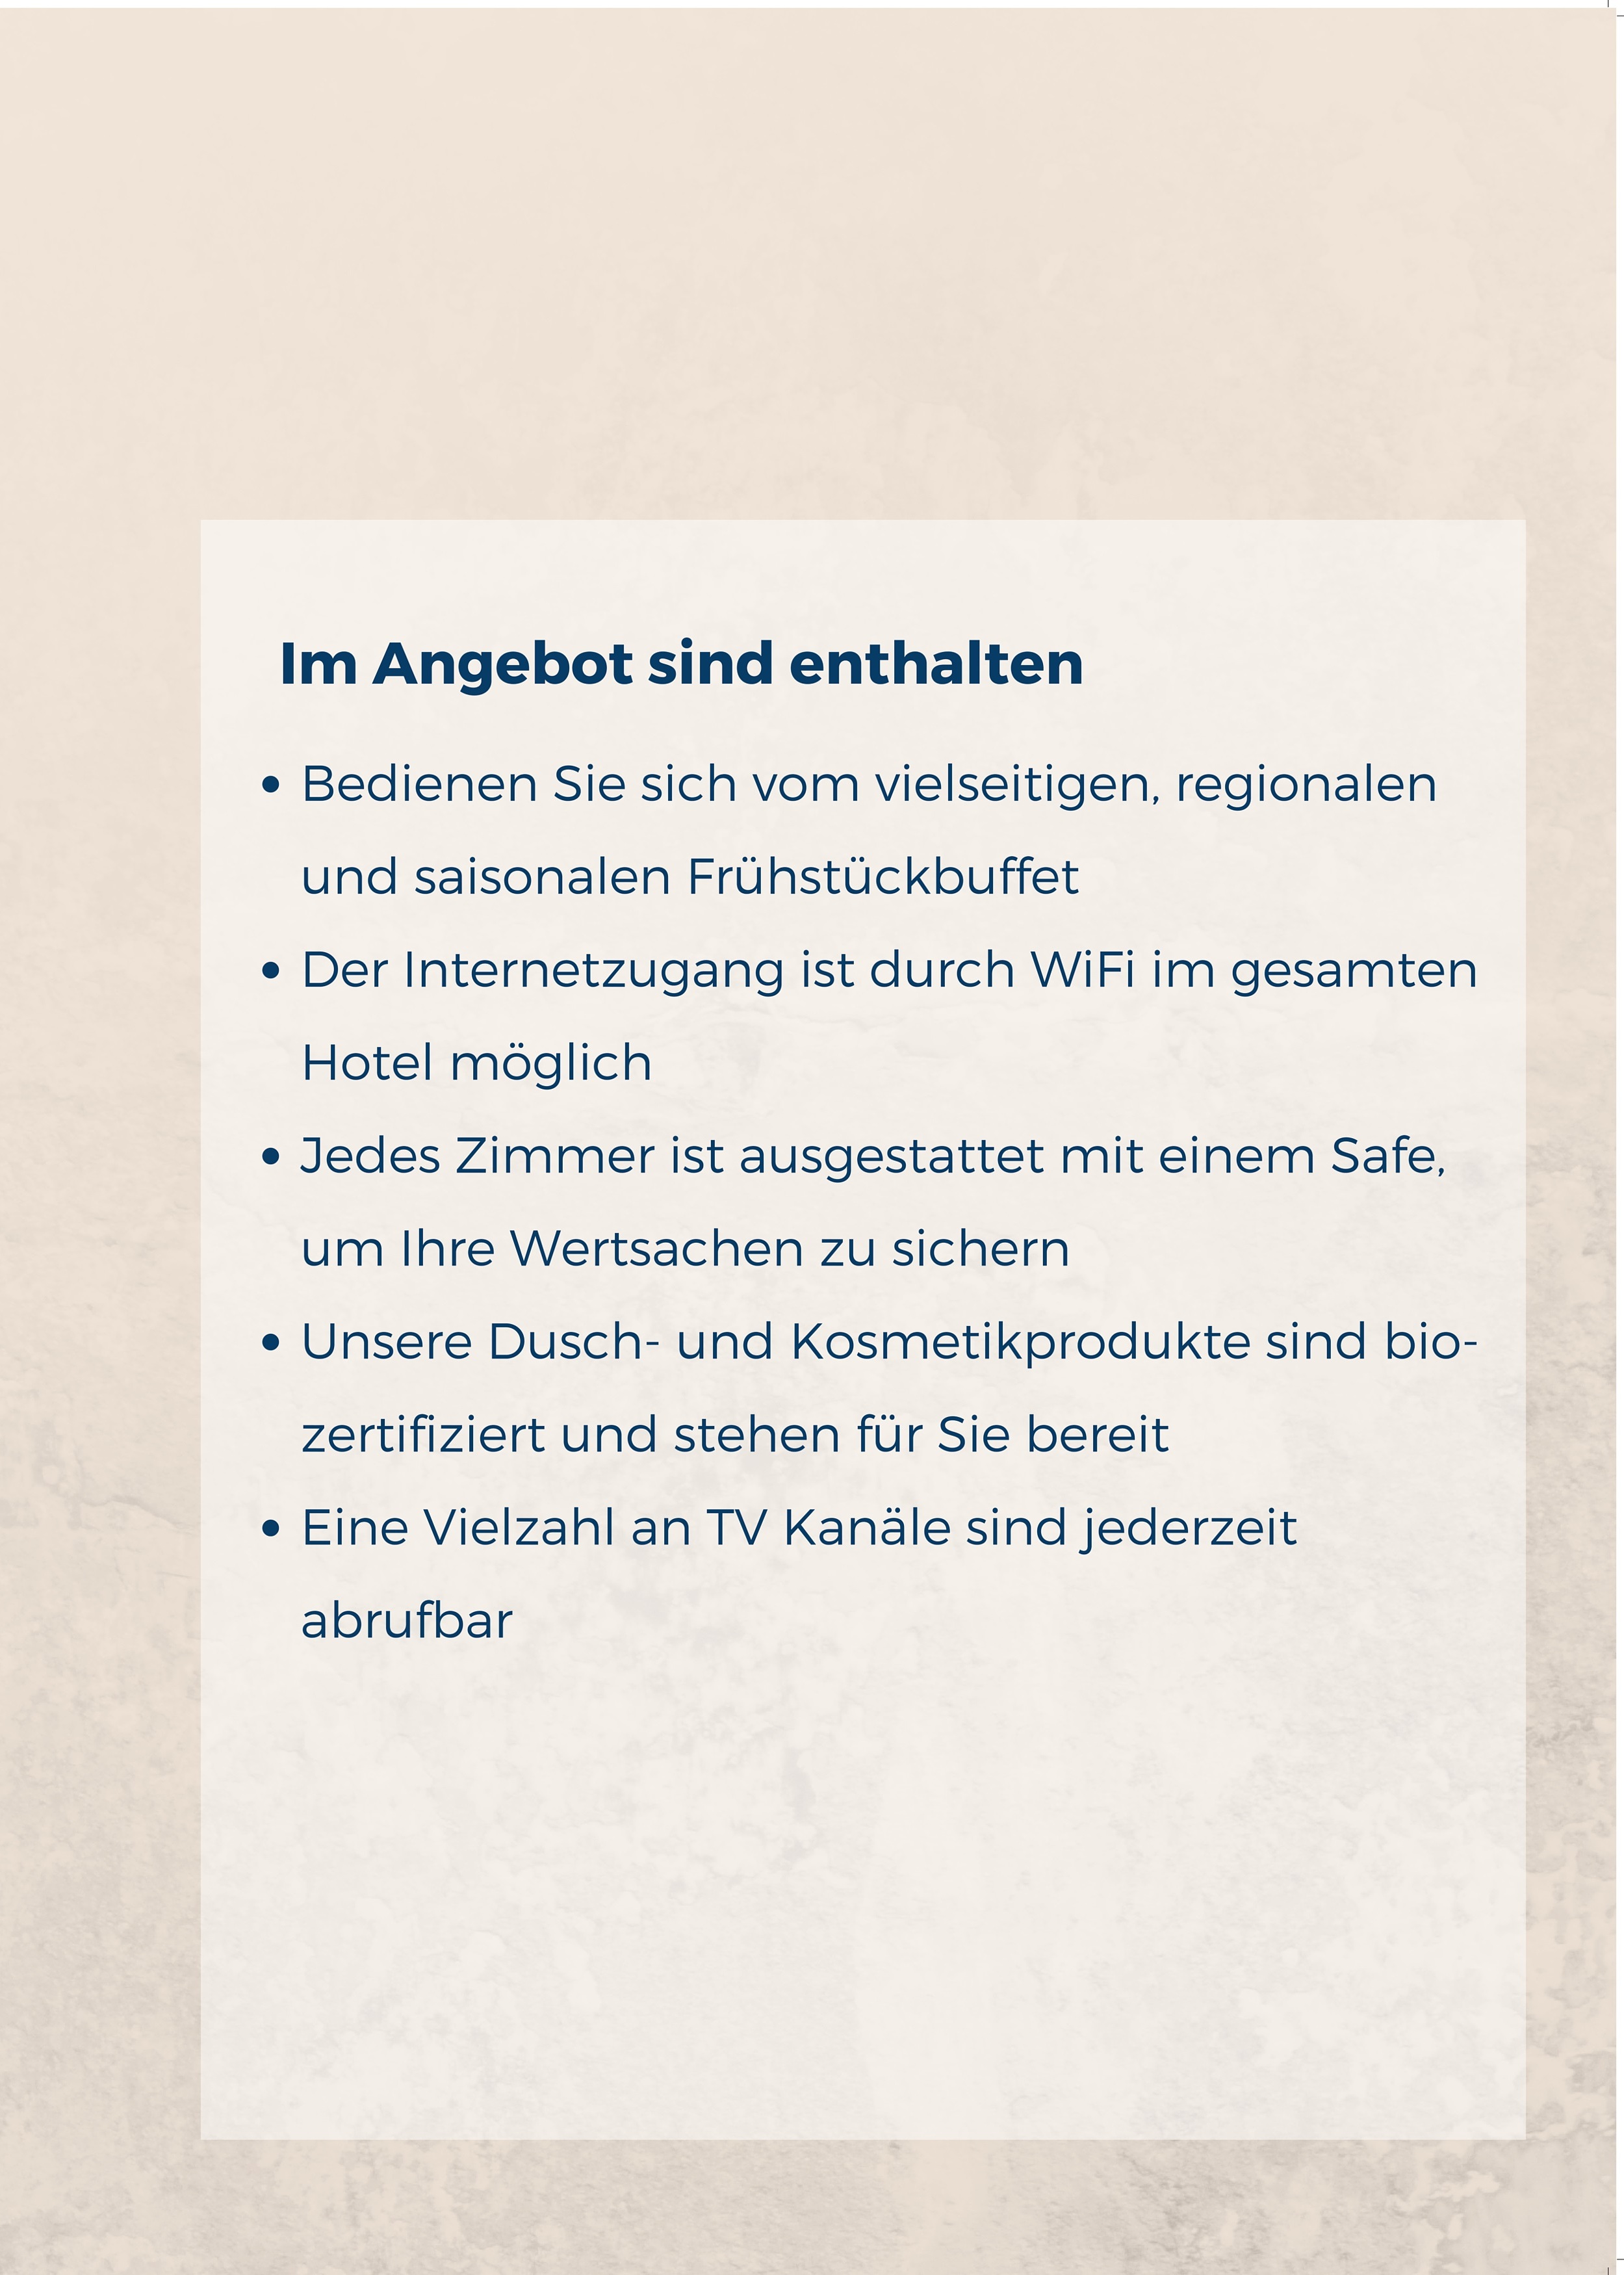 Im Angebot sind enthalten
• Bedienen Sie sich vom vielseitigen, regionalen
und saisonalen Frühstückbuffet
• Der Internetzugang ist durch WiFi im gesamten
Hotel möglich
• Jedes Zimmer ist ausgestattet mit einem Safe,
um Ihre Wertsachen zu sichern
• Unsere Dusch- und Kosmetikprodukte sind bio-
zertifiziert und stehen für Sie bereit
• Eine Vielzahl an TV Kanäle sind jederzeit
abrufbar